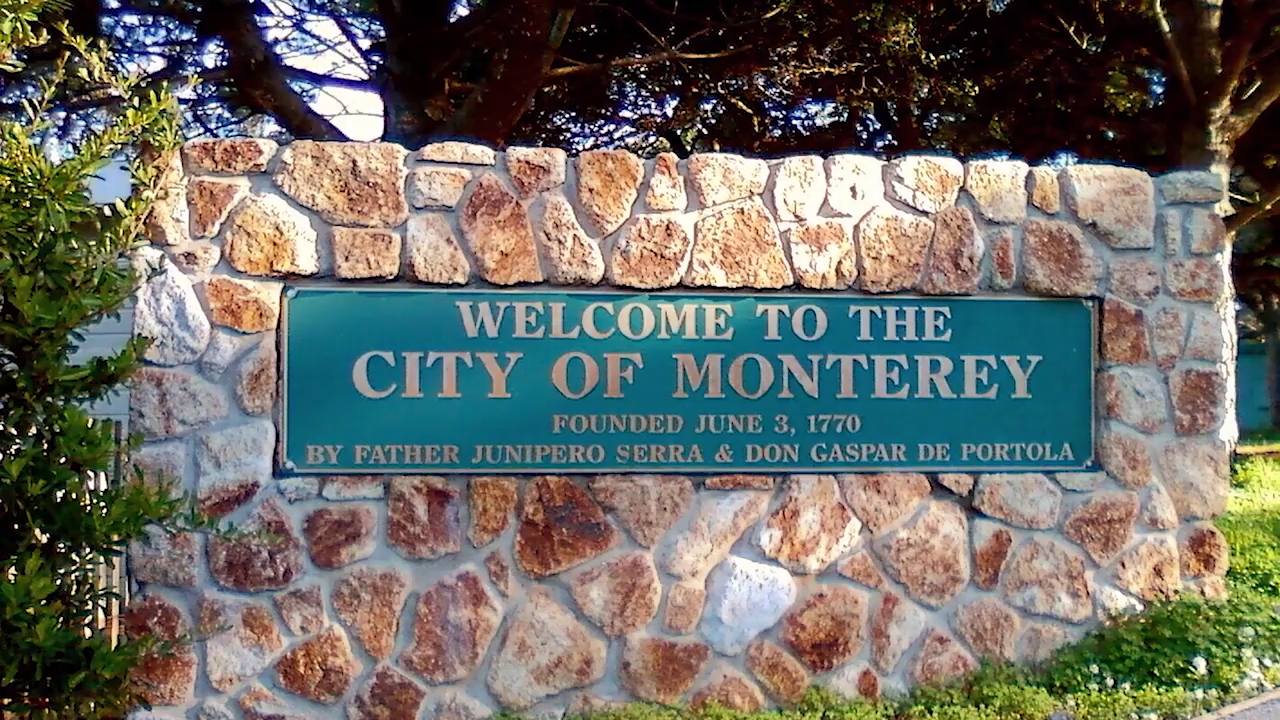 WELCOME TO THE
CITY OF MONTEREY
FOUNDED JUNE 3, 1770
BY FATHER JUNIPERO SERRA & DON GASPAR DE PORTOLA